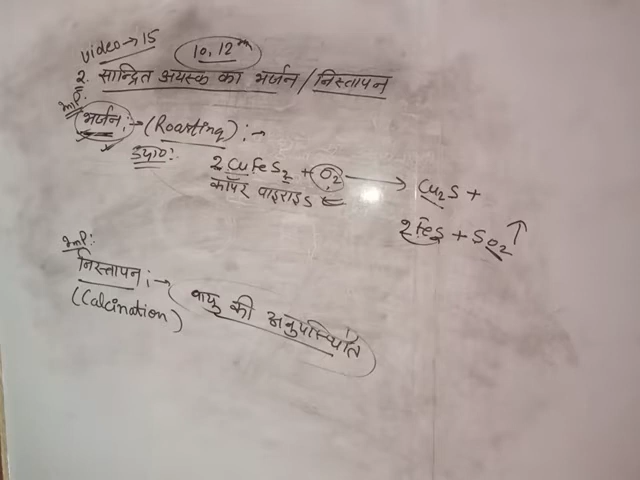 video → 15
10, 12th
2. सान्द्रित अयस्क का भर्जन / निस्तापन
Imp:
भर्जन :- (Roasting) :-
उदा०:
2CuFeS2 + O2 → Cu2S +
कॉपर पाइराइड
2FeS + SO2 ↑
Imp:
निस्तापन :→ वायु की अनुपस्थिति
(Calcination)